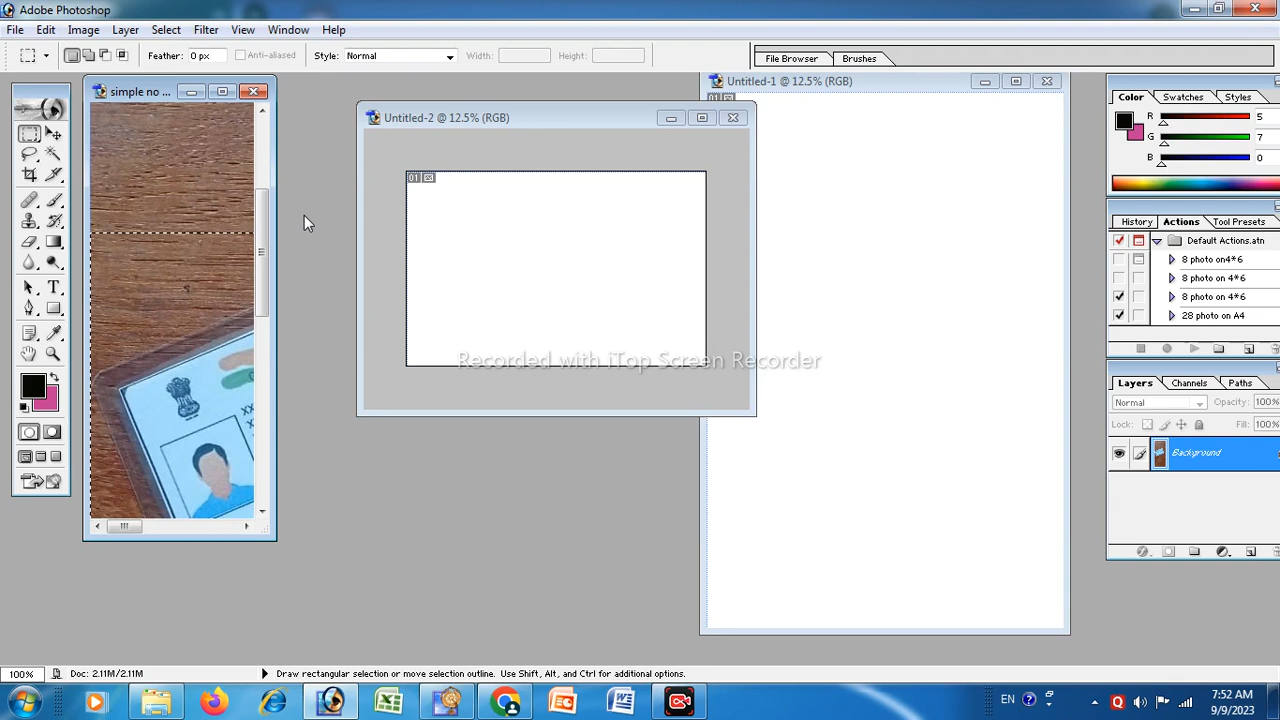 Adobe Photoshop
File Edit Image Layer Select Filter View Window Help
Feather: 0 px Anti-aliased Style: Normal Width: Height: File Browser Brushes
simple no ...
Untitled-2 @ 12.5% (RGB)
01
Untitled-1 @ 12.5% (RGB)
01
Color Swatches Styles
R 5
G 7
B 0
History Actions Tool Presets
Default Actions.atn
8 photo on4*6
8 photo on 4*6
8 photo on 4*6
28 photo on A4
Layers Channels Paths
Normal Opacity: 100%
Lock: Fill: 100%
Background
Recorded with iTop Screen Recorder
100% Doc: 2.11M/2.11M Draw rectangular selection or move selection outline. Use Shift, Alt, and Ctrl for additional options.
EN 7:52 AM
9/9/2023